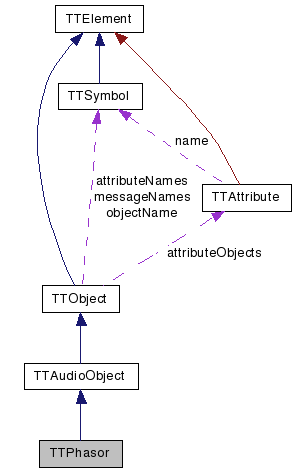 TTElement
TTSymbol
name
attributeNames
messageNames
objectName
TTAttribute
attributeObjects
TTObject
TTAudioObject
TTPhasor